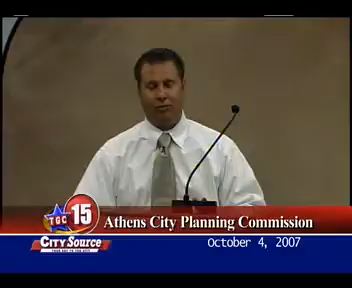 TGC 15
Athens City Planning Commission
CITY SOURCE
October 4, 2007